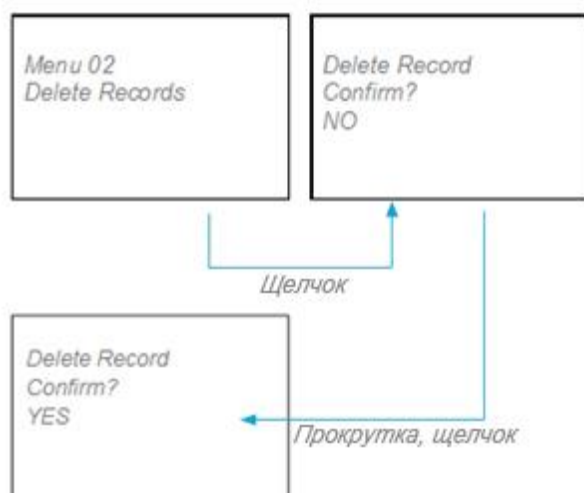 Menu 02
Delete Records
Delete Record
Confirm?
NO
Щелчок
Delete Record
Confirm?
YES
Прокрутка, щелчок